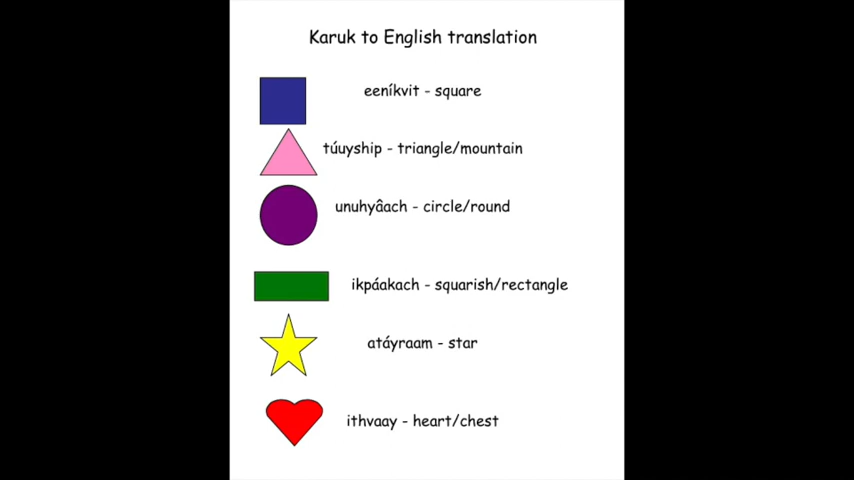 Karuk to English translation
eeníkvit - square
túuyship - triangle/mountain
unuhyâach - circle/round
ikpáakach - squarish/rectangle
atáyraam - star
ithvaay - heart/chest